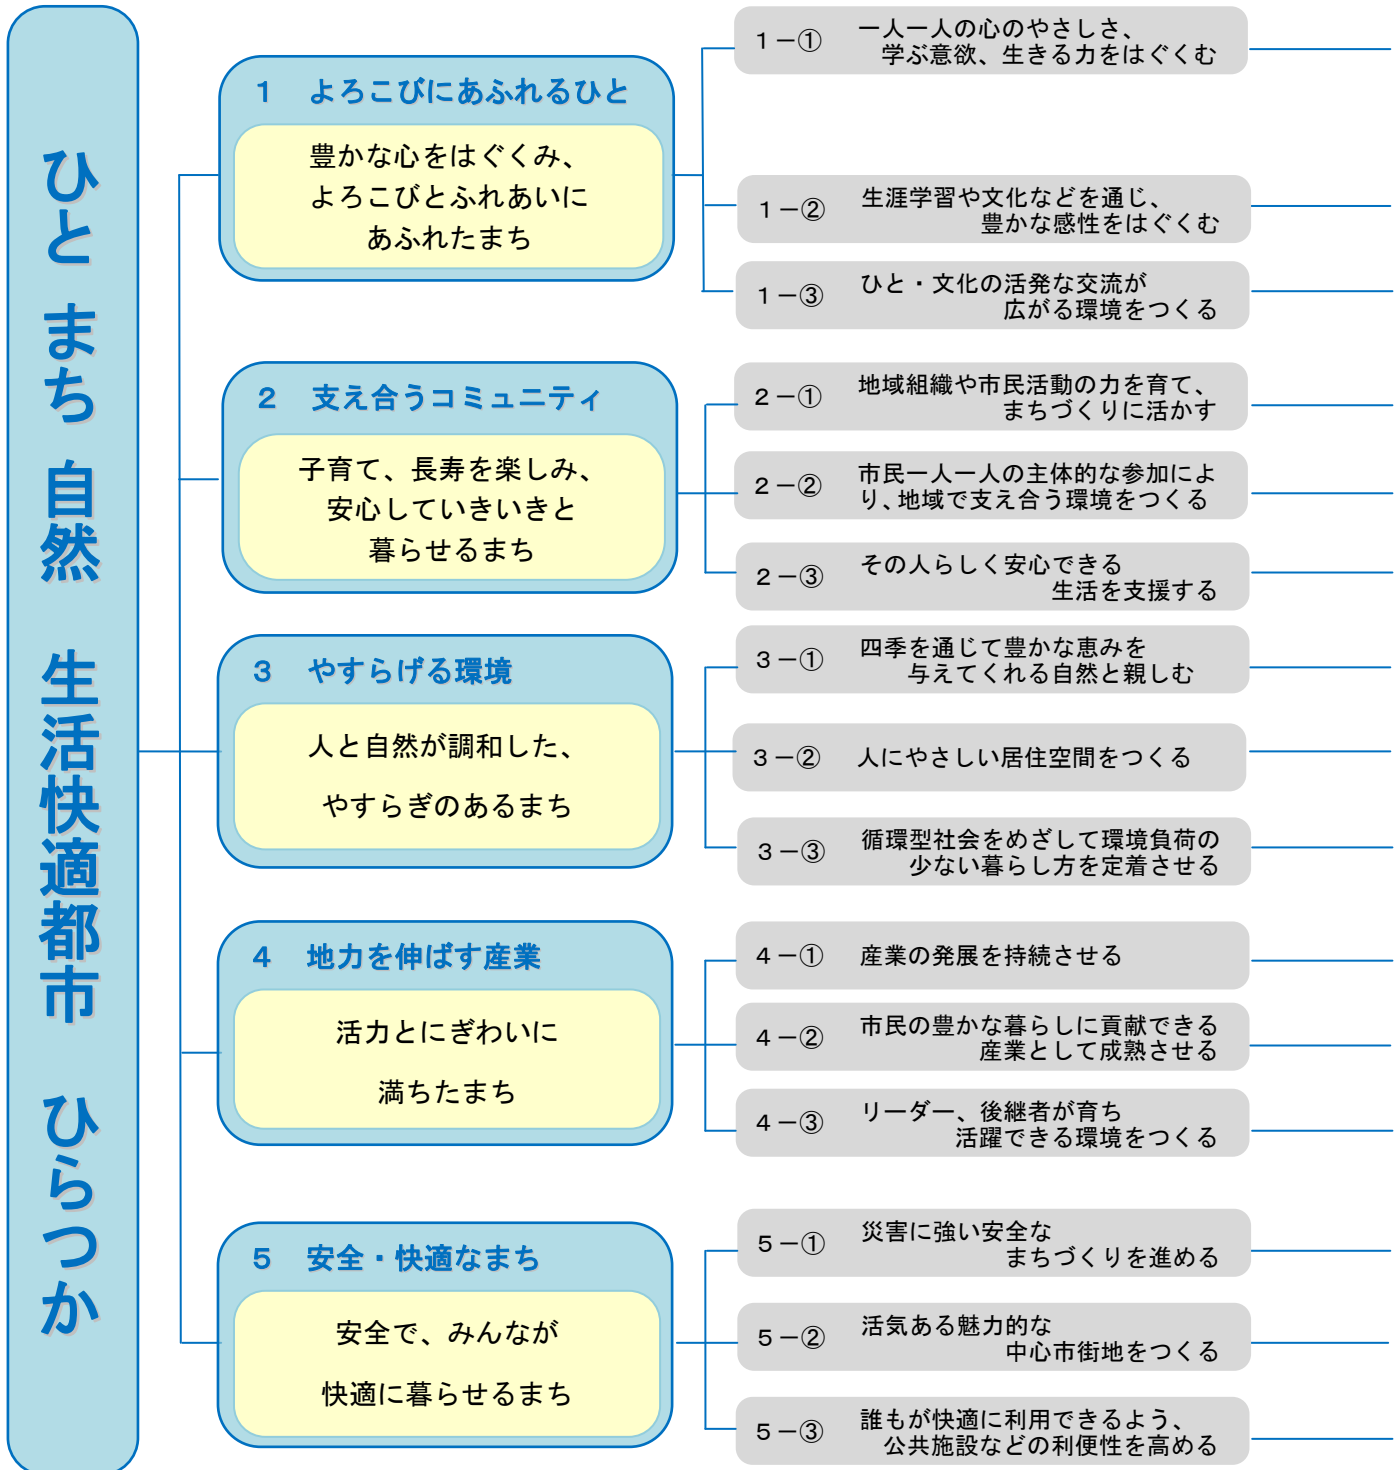 ひと まち 自然 生活快適都市 ひらつか
1 よろこびにあふれるひと
豊かな心をはぐくみ、
よろこびとふれあいに
あふれたまち
1-① 一人一人の心のやさしさ、
学ぶ意欲、生きる力をはぐくむ
1-② 生涯学習や文化などを通じ、
豊かな感性をはぐくむ
1-③ ひと・文化の活発な交流が
広がる環境をつくる
2 支え合うコミュニティ
子育て、長寿を楽しみ、
安心していきいきと
暮らせるまち
2-① 地域組織や市民活動の力を育て、
まちづくりに活かす
2-② 市民一人一人の主体的な参加によ
り、地域で支え合う環境をつくる
2-③ その人らしく安心できる
生活を支援する
3 やすらげる環境
人と自然が調和した、
やすらぎのあるまち
3-① 四季を通じて豊かな恵みを
与えてくれる自然と親しむ
3-② 人にやさしい居住空間をつくる
3-③ 循環型社会をめざして環境負荷の
少ない暮らし方を定着させる
4 地力を伸ばす産業
活力とにぎわいに
満ちたまち
4-① 産業の発展を持続させる
4-② 市民の豊かな暮らしに貢献できる
産業として成熟させる
4-③ リーダー、後継者が育ち
活躍できる環境をつくる
5 安全・快適なまち
安全で、みんなが
快適に暮らせるまち
5-① 災害に強い安全な
まちづくりを進める
5-② 活気ある魅力的な
中心市街地をつくる
5-③ 誰もが快適に利用できるよう、
公共施設などの利便性を高める